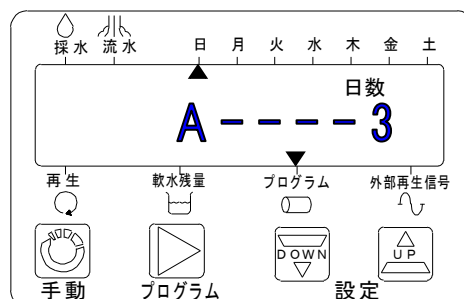 採水 流水 日 月 火 水 木 金 土
日数
A----3
再生 軟水残量 プログラム 外部再生信号
DOWN UP
手動 プログラム 設定